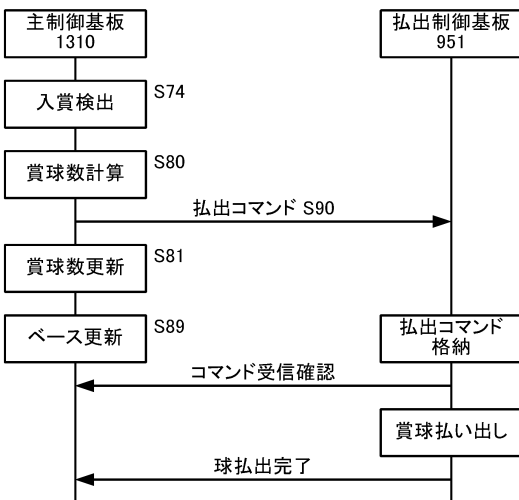 主制御基板
1310
払出制御基板
951
入賞検出
S74
賞球数計算
S80
払出コマンド S90
賞球数更新
S81
ベース更新
S89
払出コマンド
格納
コマンド受信確認
賞球払い出し
球払出完了